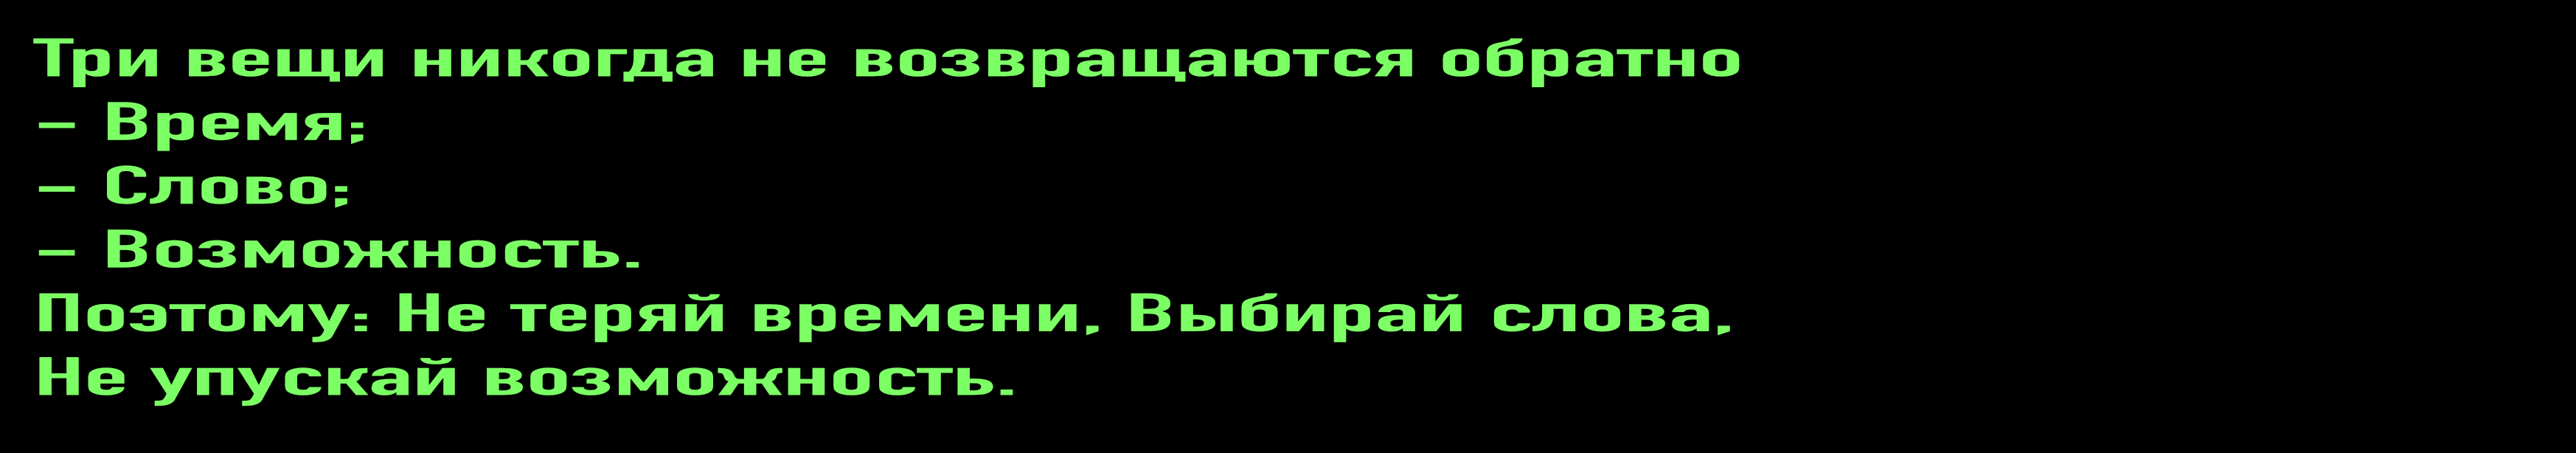 Три вещи никогда не возвращаются обратно
– Время;
– Слово;
– Возможность.
Поэтому: Не теряй времени, Выбирай слова,
Не упускай возможность.